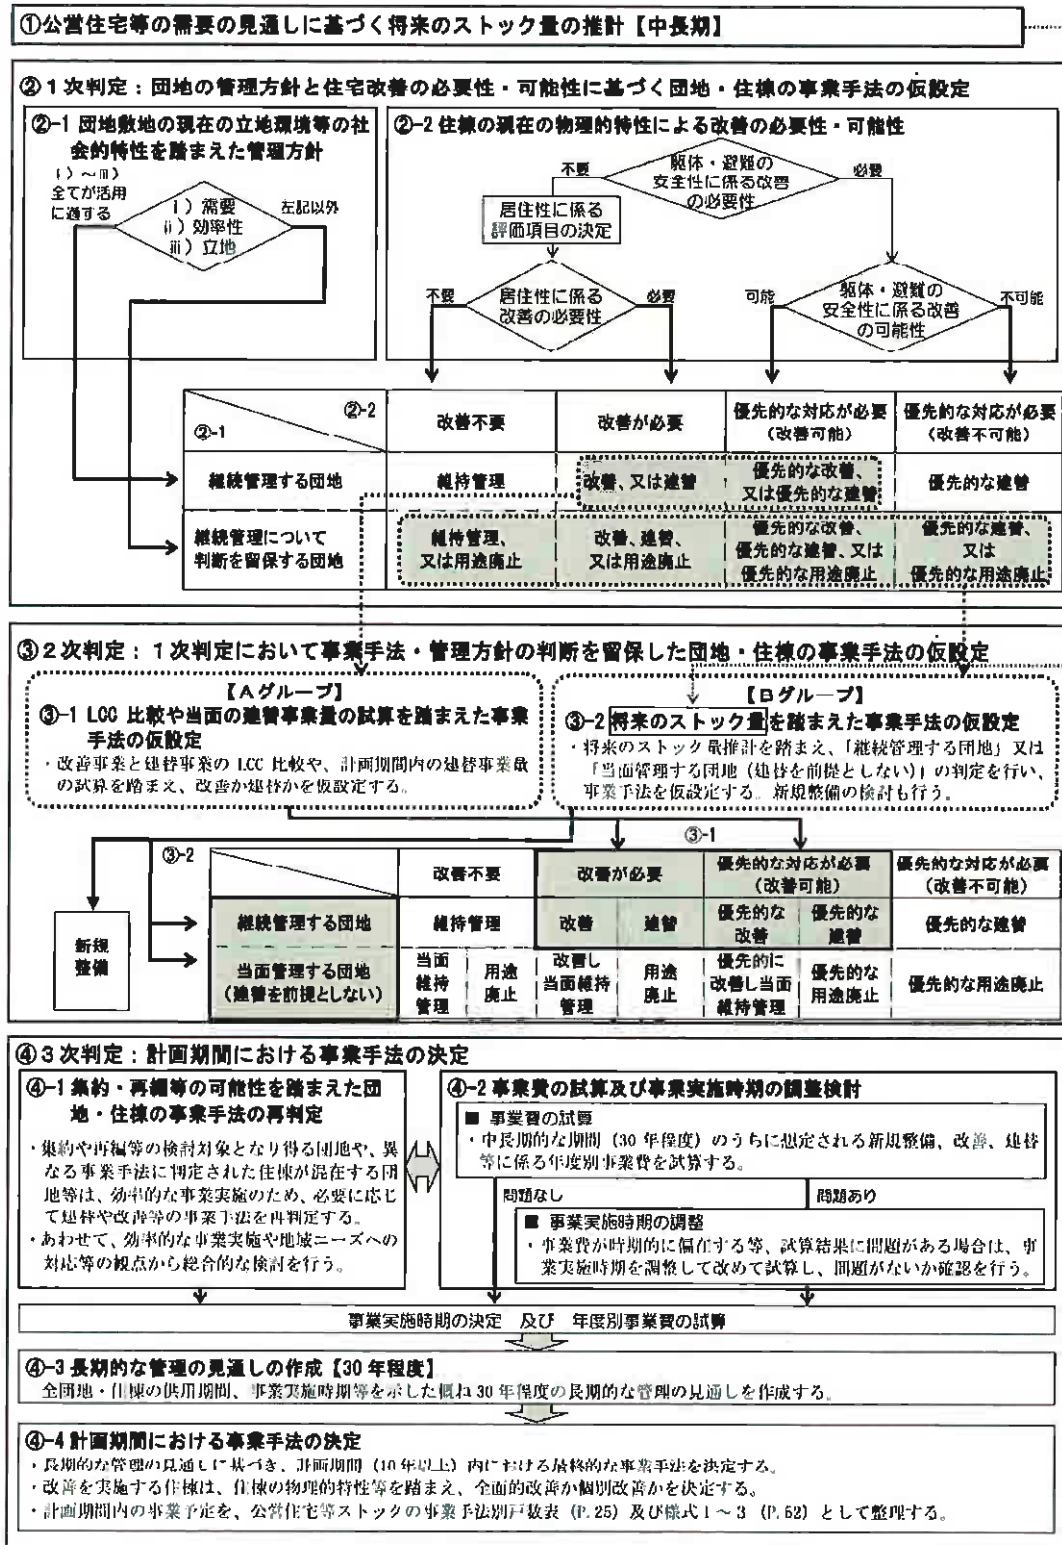 ①公営住宅等の需要の見通しに基づく将来のストック量の推計【中長期】
②1次判定：団地の管理方針と住宅改善の必要性・可能性に基づく団地・住棟の事業手法の仮設定
②-1 団地敷地の現在の立地環境等の社
会的特性を踏まえた管理方針
ⅰ）～ⅲ）
全てが活用
に適する
ⅰ）需要
ⅱ）効率性
ⅲ）立地
左記以外
②-2 住棟の現在の物理的特性による改善の必要性・可能性
不要
躯体・避難の
安全性に係る改善
の必要性
必要
居住性に係る
評価項目の決定
不要
居住性に係る
改善の必要性
必要
可能
躯体・避難の
安全性に係る改善
の可能性
不可能
②-2
②-1
改善不要
改善が必要
優先的な対応が必要
（改善可能）
優先的な対応が必要
（改善不可能）
継続管理する団地
維持管理
改善、又は建替
優先的な改善、
又は優先的な建替
優先的な建替
継続管理について
判断を留保する団地
維持管理、
又は用途廃止
改善、建替、
又は用途廃止
優先的な改善、
優先的な建替、又は
優先的な用途廃止
優先的な建替、
又は
優先的な用途廃止
③2次判定：1次判定において事業手法・管理方針の判断を留保した団地・住棟の事業手法の仮設定
【Aグループ】
③-1 LCC 比較や当面の建替事業量の試算を踏まえた事業
手法の仮設定
・改善事業と建替事業の LCC 比較や、計画期間内の建替事業量
の試算を踏まえ、改善か建替かを仮設定する。
【Bグループ】
③-2 将来のストック量を踏まえた事業手法の仮設定
・将来のストック量推計を踏まえ、「継続管理する団地」又は
「当面管理する団地（建替を前提としない）」の判定を行い、
事業手法を仮設定する。新規整備の検討も行う。
③-1
③-2
新規
整備
改善不要
改善が必要
優先的な対応が必要
（改善可能）
優先的な対応が必要
（改善不可能）
継続管理する団地
維持管理
改善
建替
優先的な
改善
優先的な
建替
優先的な建替
当面管理する団地
（建替を前提としない）
当面
維持
管理
用途
廃止
改善し
当面維持
管理
用途
廃止
優先的に
改善し当面
維持管理
優先的な
用途廃止
優先的な用途廃止
④3次判定：計画期間における事業手法の決定
④-1 集約・再編等の可能性を踏まえた団
地・住棟の事業手法の再判定
・集約や再編等の検討対象となり得る団地や、異
なる事業手法に判定された住棟が混在する団
地等は、効率的な事業実施のため、必要に応じ
て建替や改善等の事業手法を再判定する。
・あわせて、効率的な事業実施や地域ニーズへの
対応等の観点から総合的な検討を行う。
④-2 事業費の試算及び事業実施時期の調整検討
■ 事業費の試算
・中長期的な期間（30 年程度）のうちに想定される新規整備、改善、建替
等に係る年度別事業費を試算する。
問題なし
問題あり
■ 事業実施時期の調整
・事業費が時期的に偏在する等、試算結果に問題がある場合は、事
業実施時期を調整して改めて試算し、問題がないか確認を行う。
事業実施時期の決定　及び　年度別事業費の試算
④-3 長期的な管理の見通しの作成【30 年程度】
全団地・住棟の供用期間、事業実施時期等を示した概ね 30 年程度の長期的な管理の見通しを作成する。
④-4 計画期間における事業手法の決定
・長期的な管理の見通しに基づき、計画期間（10 年以上）内における最終的な事業手法を決定する。
・改善を実施する住棟は、住棟の物理的特性等を踏まえ、全面的改善か個別改善かを決定する。
・計画期間内の事業予定を、公営住宅等ストックの事業手法別戸数表（P.25）及び様式 1～3（P.52）として整理する。